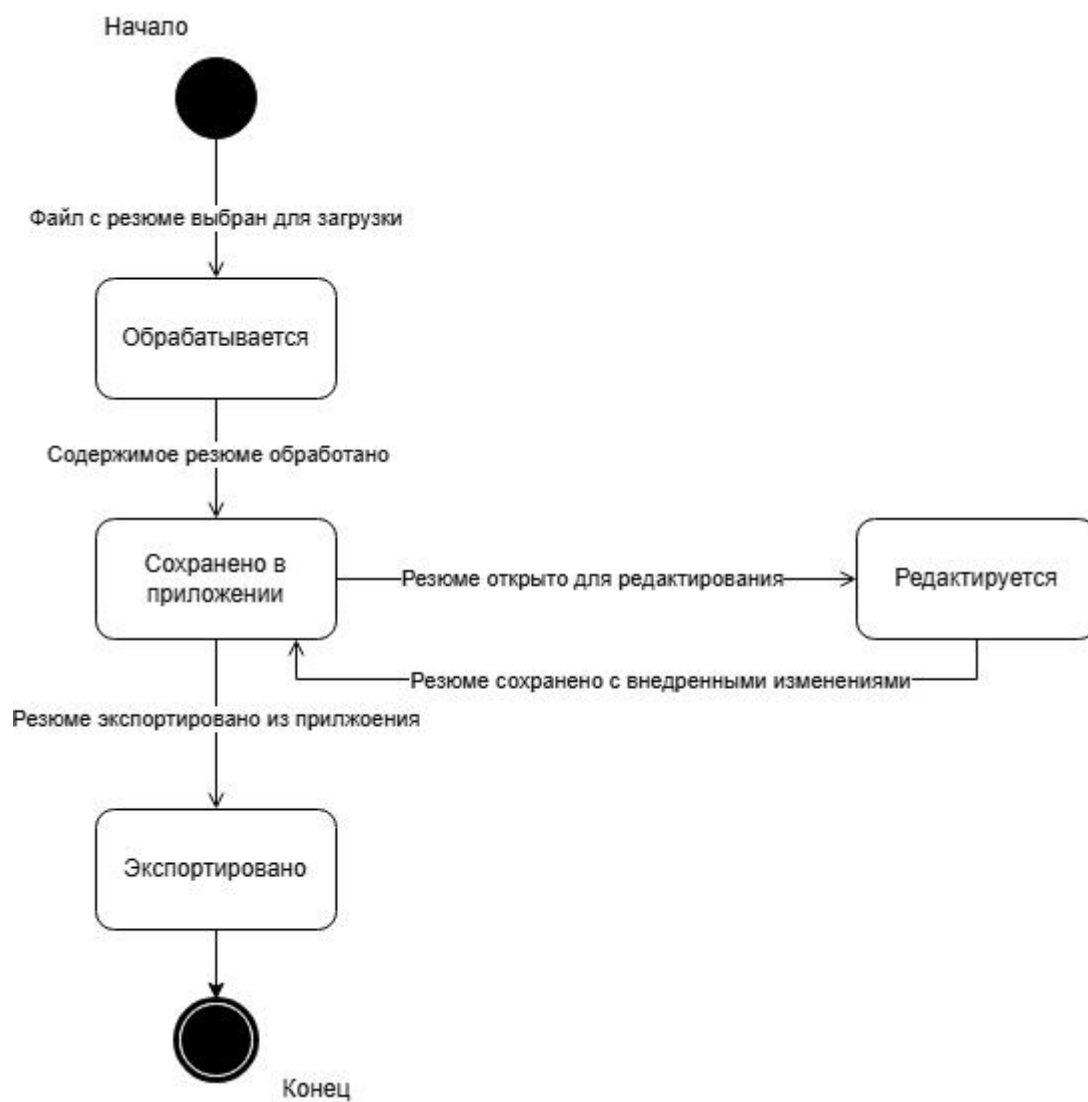 Начало
Файл с резюме выбран для загрузки
Обрабатывается
Содержимое резюме обработано
Сохранено в
приложении
Резюме открыто для редактирования
Редактируется
Резюме сохранено с внедренными изменениями
Резюме экспортировано из прилжоения
Экспортировано
Конец